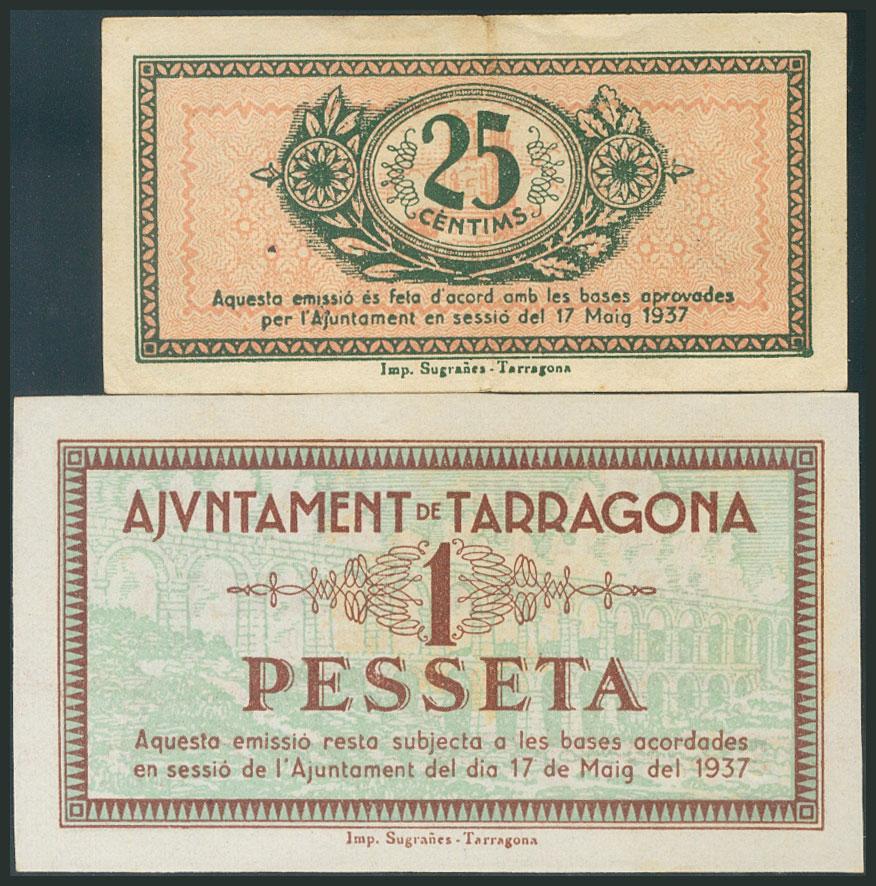 25
CÈNTIMS
Aquesta emissió és feta d'acord amb les bases aprovades
per l'Ajuntament en sessió del 17 Maig 1937
Imp. Sugrañes - Tarragona
AJVNTAMENT DE TARRAGONA
1
PESSETA
Aquesta emissió resta subjecta a les bases acordades
en sessió de l'Ajuntament del dia 17 de Maig del 1937
Imp. Sugrañes - Tarragona